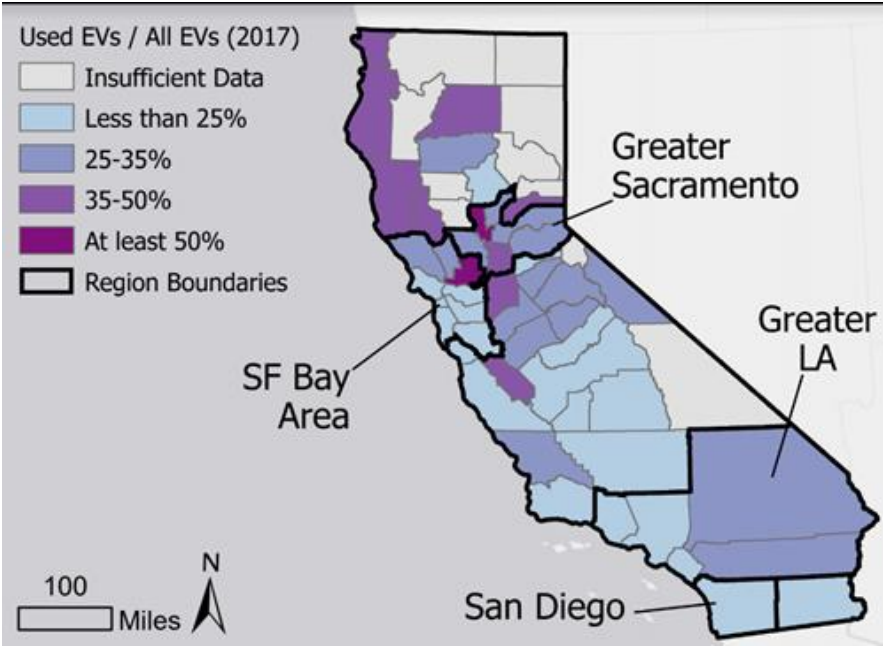 Used EVs / All EVs (2017)
Insufficient Data
Less than 25%
25-35%
35-50%
At least 50%
Region Boundaries
Greater
Sacramento
Greater
LA
SF Bay
Area
San Diego
100
Miles
N